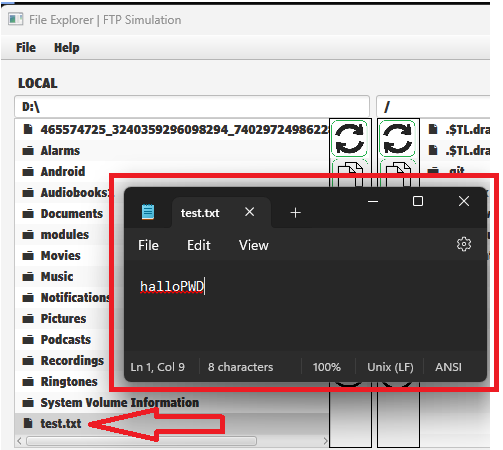 File Explorer | FTP Simulation
File Help
LOCAL
D:\ /
465574725_3240359296098294_74029724986228 .$TL.dra
Alarms .$TL.dra
Android .git
Audiobooks
Documents
modules
Movies
Music
Notifications
Pictures
Podcasts
Recordings
Ringtones
System Volume Information
test.txt
test.txt
File Edit View
halloPWD
Ln 1, Col 9 8 characters 100% Unix (LF) ANSI